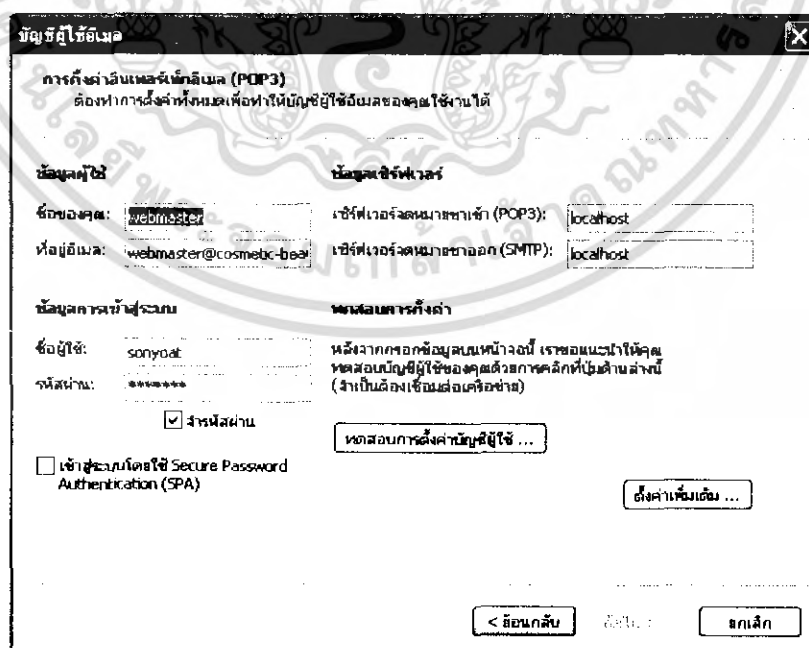 บัญชีผู้ใช้อีเมล
การตั้งค่าอินเทอร์เน็ตอีเมล (POP3)
ต้องทำการตั้งค่าทั้งหมดเพื่อทำให้บัญชีผู้ใช้อีเมลของคุณใช้งานได้
ข้อมูลผู้ใช้
ชื่อของคุณ: webmaster
ที่อยู่อีเมล: webmaster@cosmetic-bea
ข้อมูลเซิร์ฟเวอร์
เซิร์ฟเวอร์จดหมายขาเข้า (POP3): localhost
เซิร์ฟเวอร์จดหมายขาออก (SMTP): localhost
ข้อมูลการเข้าสู่ระบบ
ชื่อผู้ใช้: sonyoat
รหัสผ่าน: *******
จำรหัสผ่าน
เข้าสู่ระบบโดยใช้ Secure Password
Authentication (SPA)
ทดสอบการตั้งค่า
หลังจากกรอกข้อมูลบนหน้าจอนี้ เราขอแนะนำให้คุณ
ทดสอบบัญชีผู้ใช้ของคุณด้วยการคลิกที่ปุ่มด้านล่างนี้
(จำเป็นต้องเชื่อมต่อเครือข่าย)
ทดสอบการตั้งค่าบัญชีผู้ใช้ ...
ตั้งค่าเพิ่มเติม ...
< ย้อนกลับ
ยกเลิก